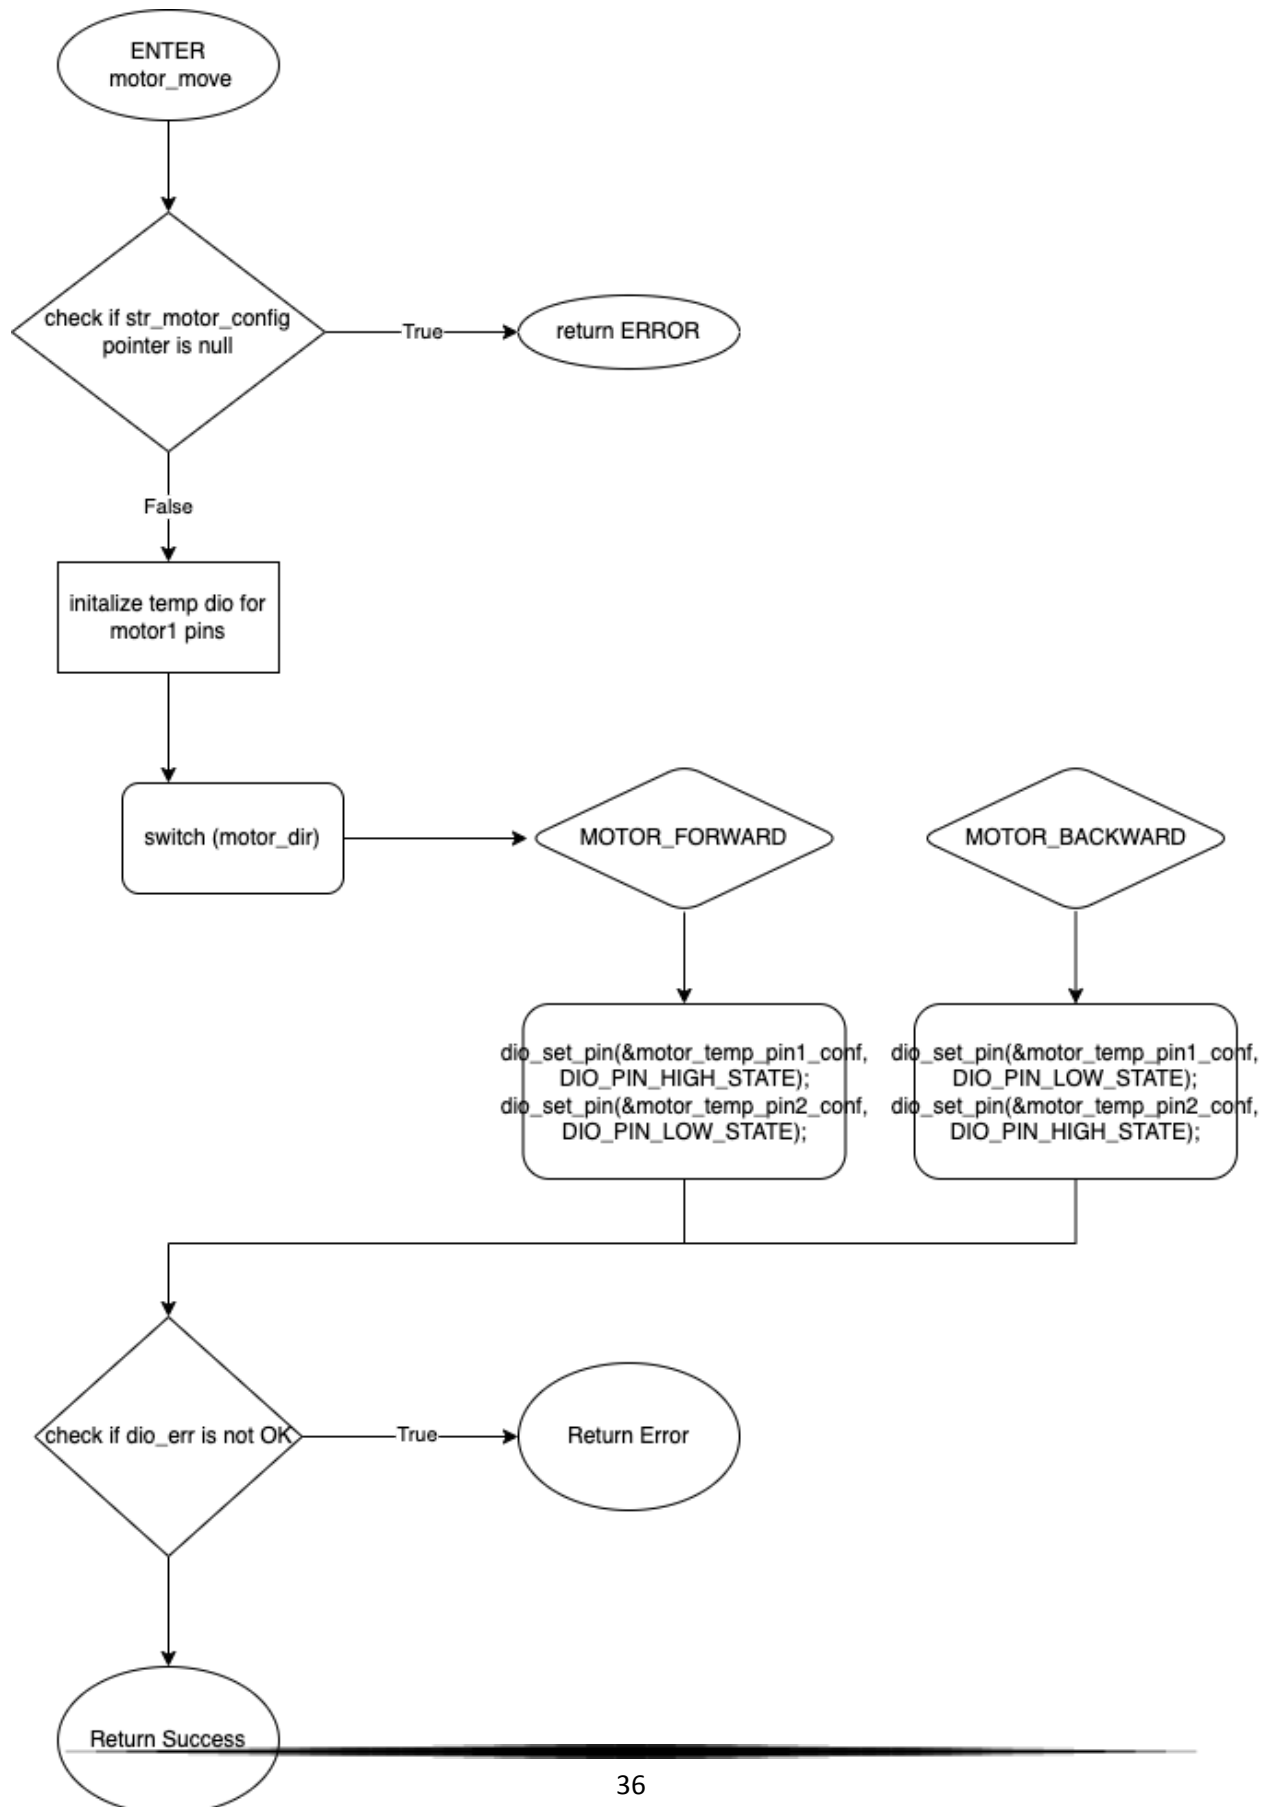 ENTER
motor_move
check if str_motor_config
pointer is null
True
return ERROR
False
initalize temp dio for
motor1 pins
switch (motor_dir)
MOTOR_FORWARD
MOTOR_BACKWARD
dio_set_pin(&motor_temp_pin1_conf,
DIO_PIN_HIGH_STATE);
dio_set_pin(&motor_temp_pin2_conf,
DIO_PIN_LOW_STATE);
dio_set_pin(&motor_temp_pin1_conf,
DIO_PIN_LOW_STATE);
dio_set_pin(&motor_temp_pin2_conf,
DIO_PIN_HIGH_STATE);
check if dio_err is not OK
True
Return Error
Return Success
36